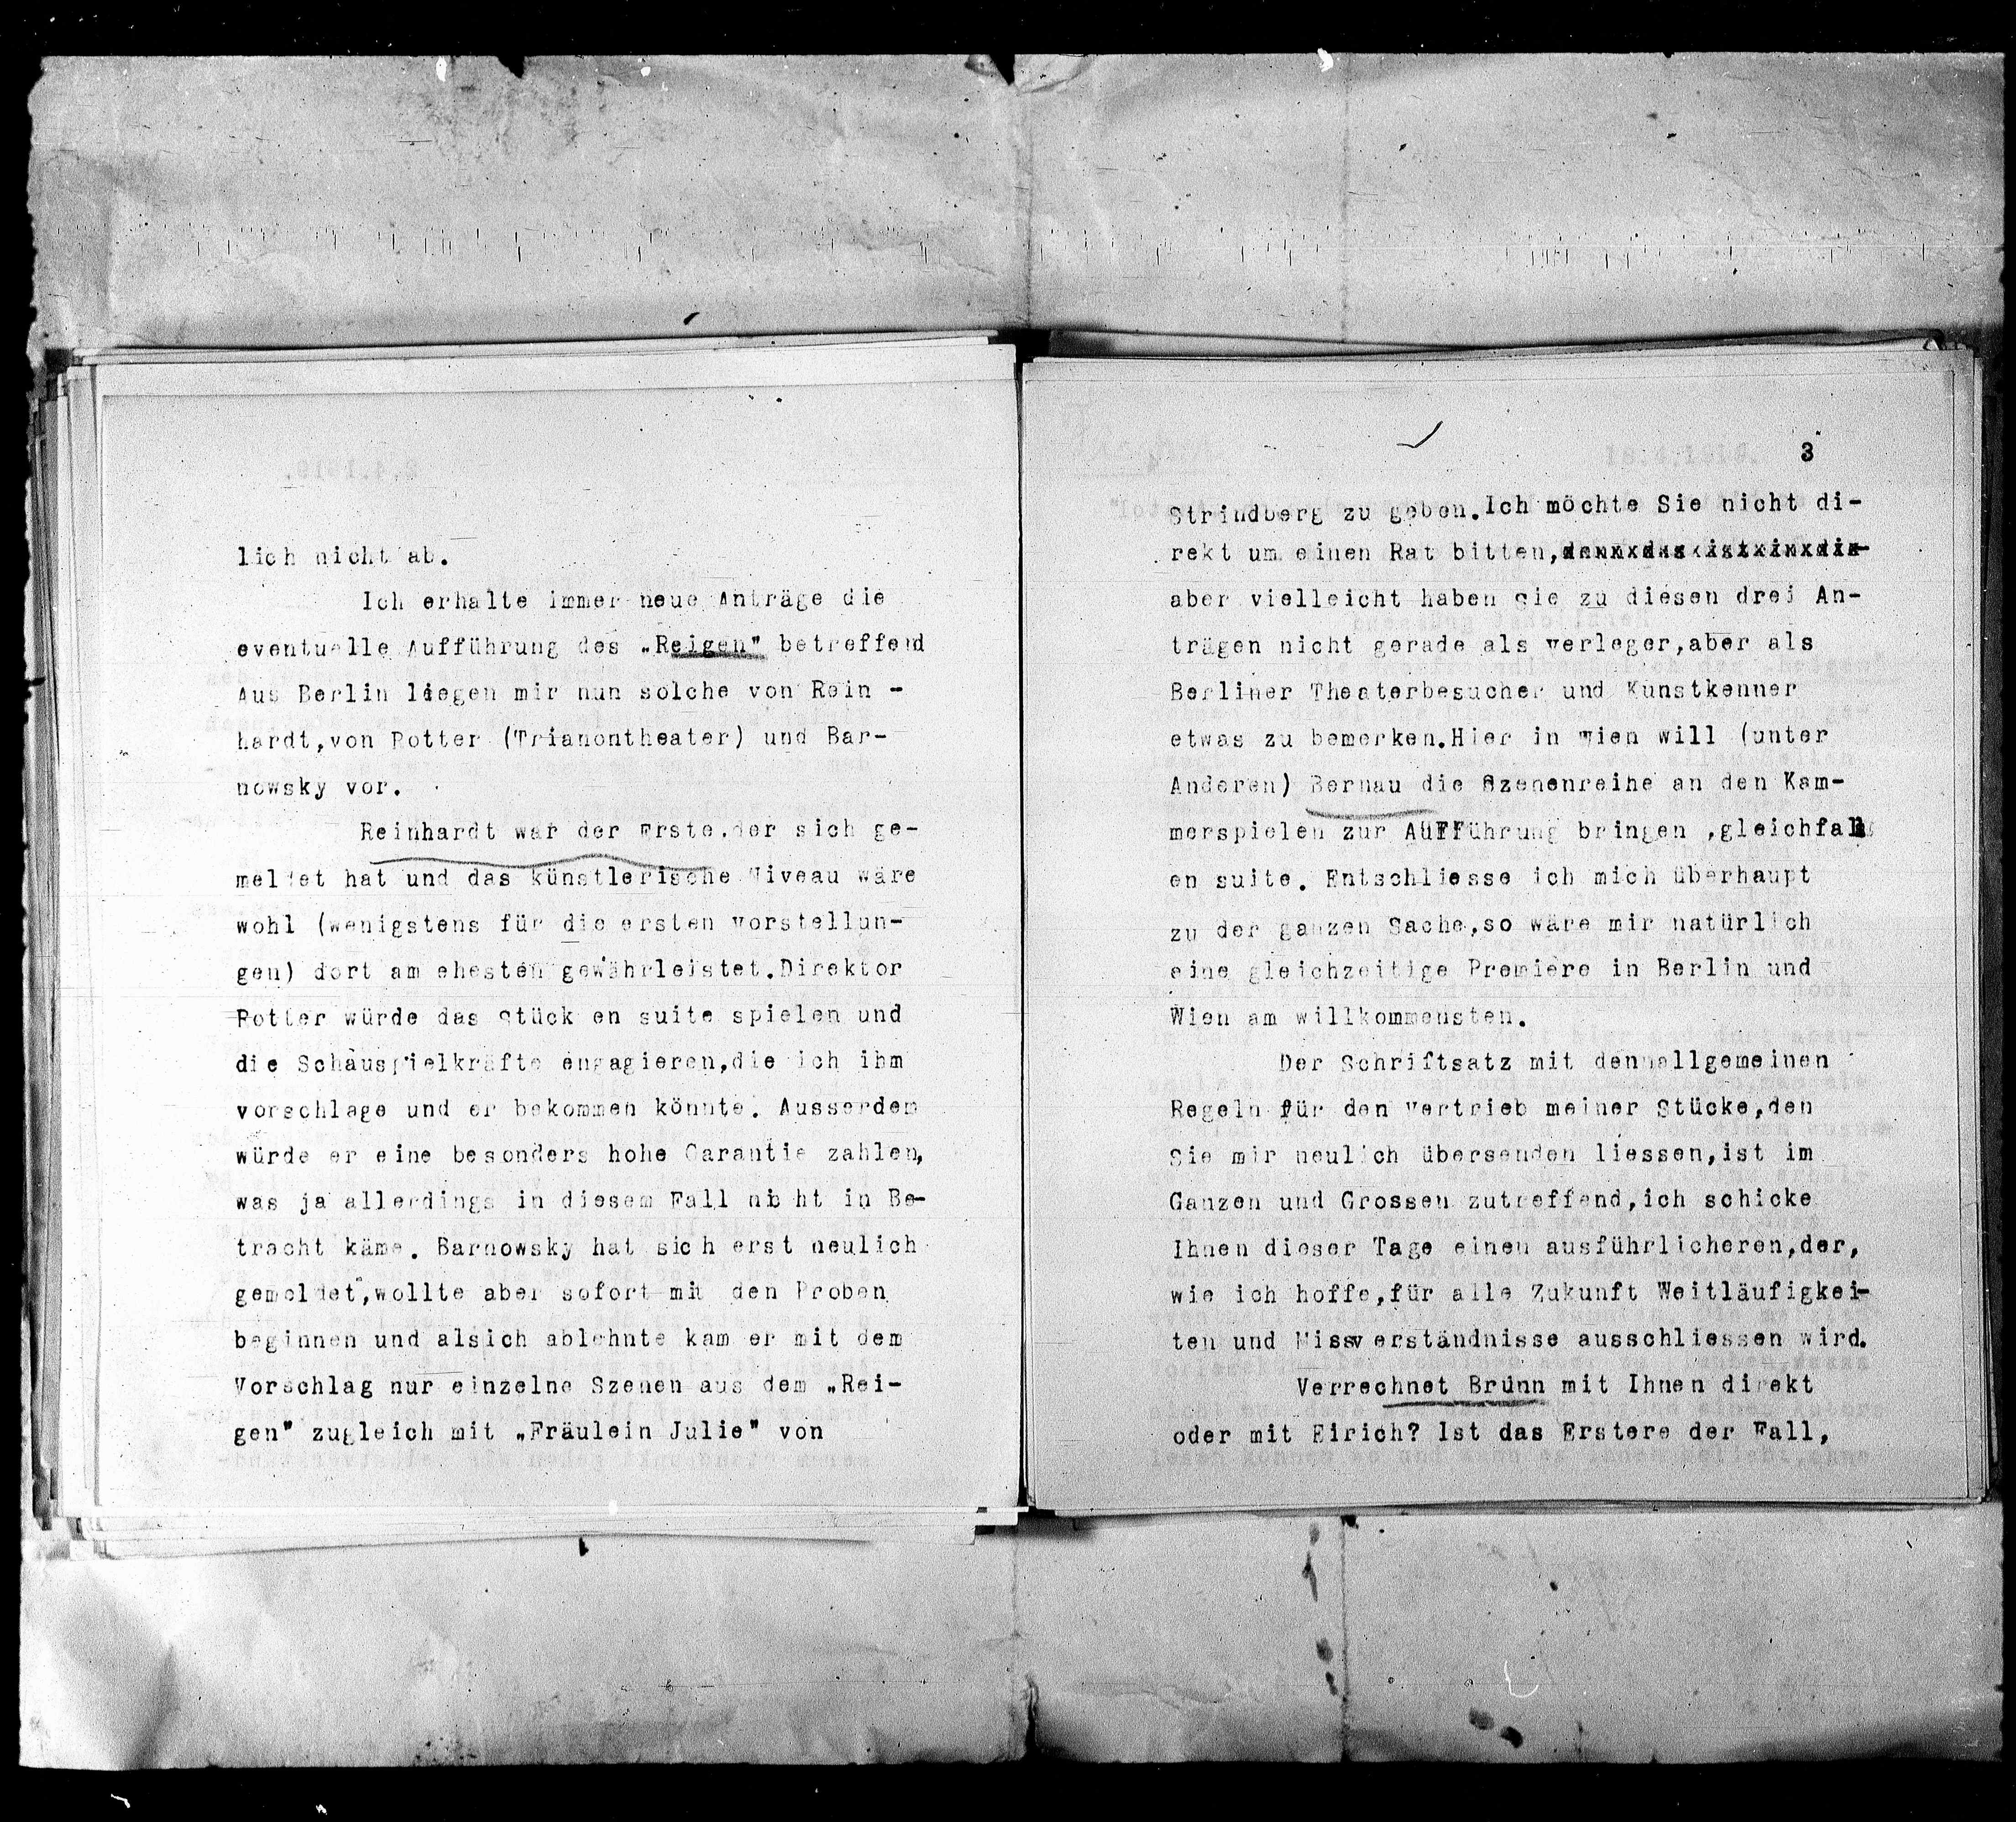 lich nicht ab.
Ich erhalte immer neue Anträge die
eventuelle Aufführung des „Reigen" betreffend
Aus Berlin liegen mir nun solche von Rein -
hardt,von Rotter (Trianontheater) und Bar-
nowsky vor.
Reinhardt war der Erste,der sich ge-
meldet hat und das künstlerische Niveau wäre
wohl (wenigstens für die ersten Vorstellun-
gen) dort am ehesten gewährleistet.Direktor
Rotter würde das Stück en suite spielen und
die Schauspielkräfte engagieren,die ich ihm
vorschlage und er bekommen könnte. Ausserdem
würde er eine besonders hohe Garantie zahlen,
was ja allerdings in diesem Fall nicht in Be-
tracht käme. Barnowsky hat sich erst neulich
gemeldet,wollte aber sofort mit den Proben
beginnen und alsich ablehnte kam er mit dem
Vorschlag nur einzelne Szenen aus dem „Rei-
gen" zugleich mit „Fräulein Julie" von
3
Strindberg zu geben.Ich möchte Sie nicht di-
rekt um einen Rat bitten,
aber vielleicht haben Sie zu diesen drei An-
trägen nicht gerade als Verleger,aber als
Berliner Theaterbesucher und Kunstkenner
etwas zu bemerken.Hier in Wien will (unter
Anderen) Bernau die Szenenreihe an den Kam-
merspielen zur AUFFührung bringen ,gleichfalls
en suite. Entschliesse ich mich überhaupt
zu der ganzen Sache,so wäre mir natürlich
eine gleichzeitige Première in Berlin und
Wien am willkommensten.
Der Schriftsatz mit den allgemeinen
Regeln für den Vertrieb meiner Stücke,den
Sie mir neulich übersenden liessen,ist im
Ganzen und Grossen zutreffend,ich schicke
Ihnen dieser Tage einen ausführlicheren,der,
wie ich hoffe,für alle Zukunft Weitläufigkei-
ten und Missverständnisse ausschliessen wird.
Verrechnet Brünn mit Ihnen direkt
oder mit Eirich? Ist das Erstere der Fall,